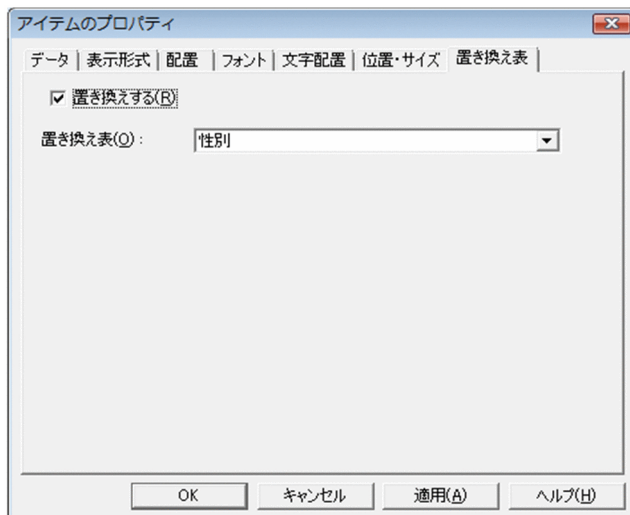 アイテムのプロパティ
データ 表示形式 配置 フォント 文字配置 位置・サイズ 置き換え表
置き換えする(R)
置き換え表(O): 性別
OK キャンセル 適用(A) ヘルプ(H)